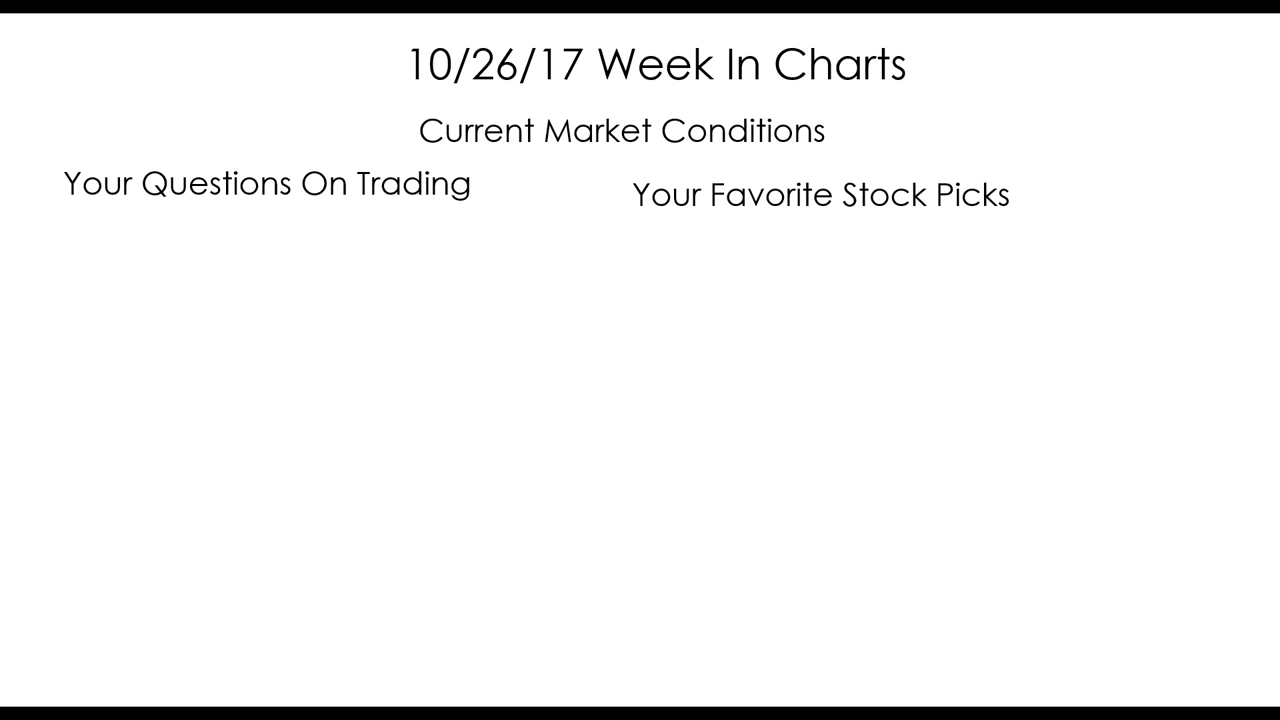 10/26/17 Week In Charts
Current Market Conditions
Your Questions On Trading
Your Favorite Stock Picks